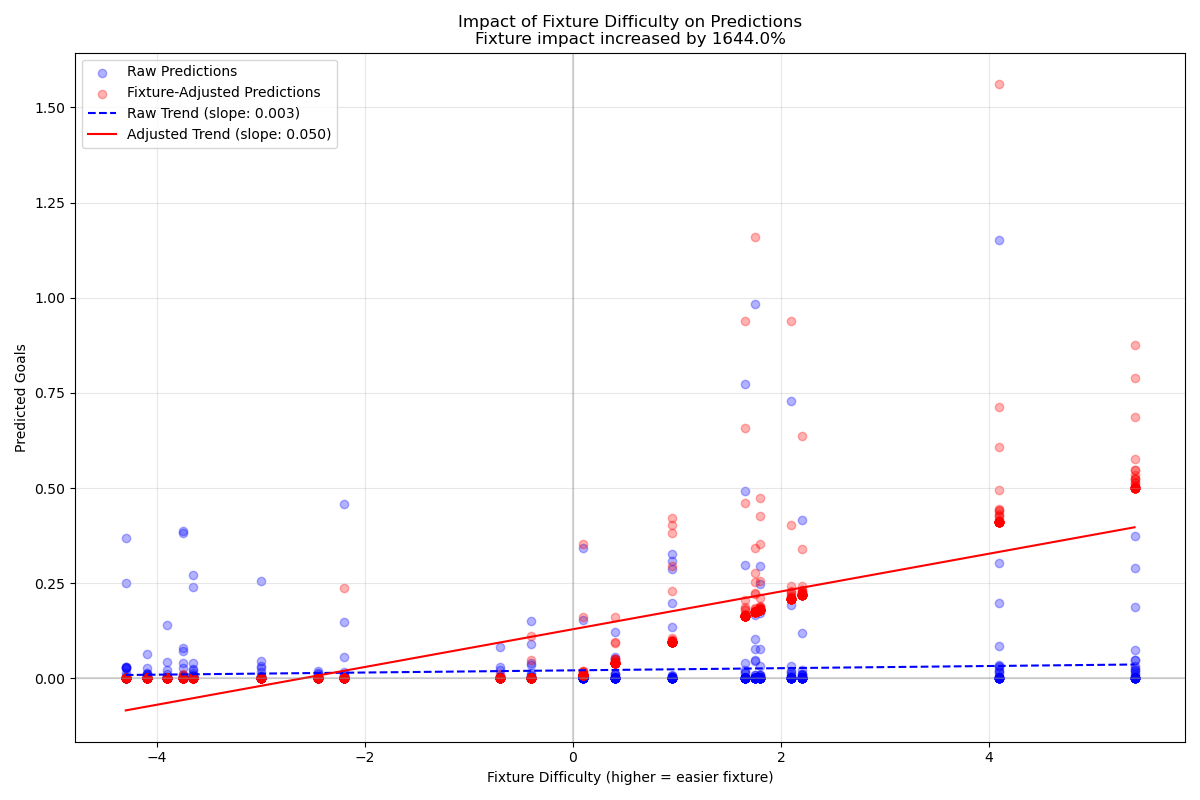 Impact of Fixture Difficulty on Predictions
Fixture impact increased by 1644.0%
Raw Predictions
Fixture-Adjusted Predictions
Raw Trend (slope: 0.003)
Adjusted Trend (slope: 0.050)
Predicted Goals
1.50
1.25
1.00
0.75
0.50
0.25
0.00
−4
−2
0
2
4
Fixture Difficulty (higher = easier fixture)